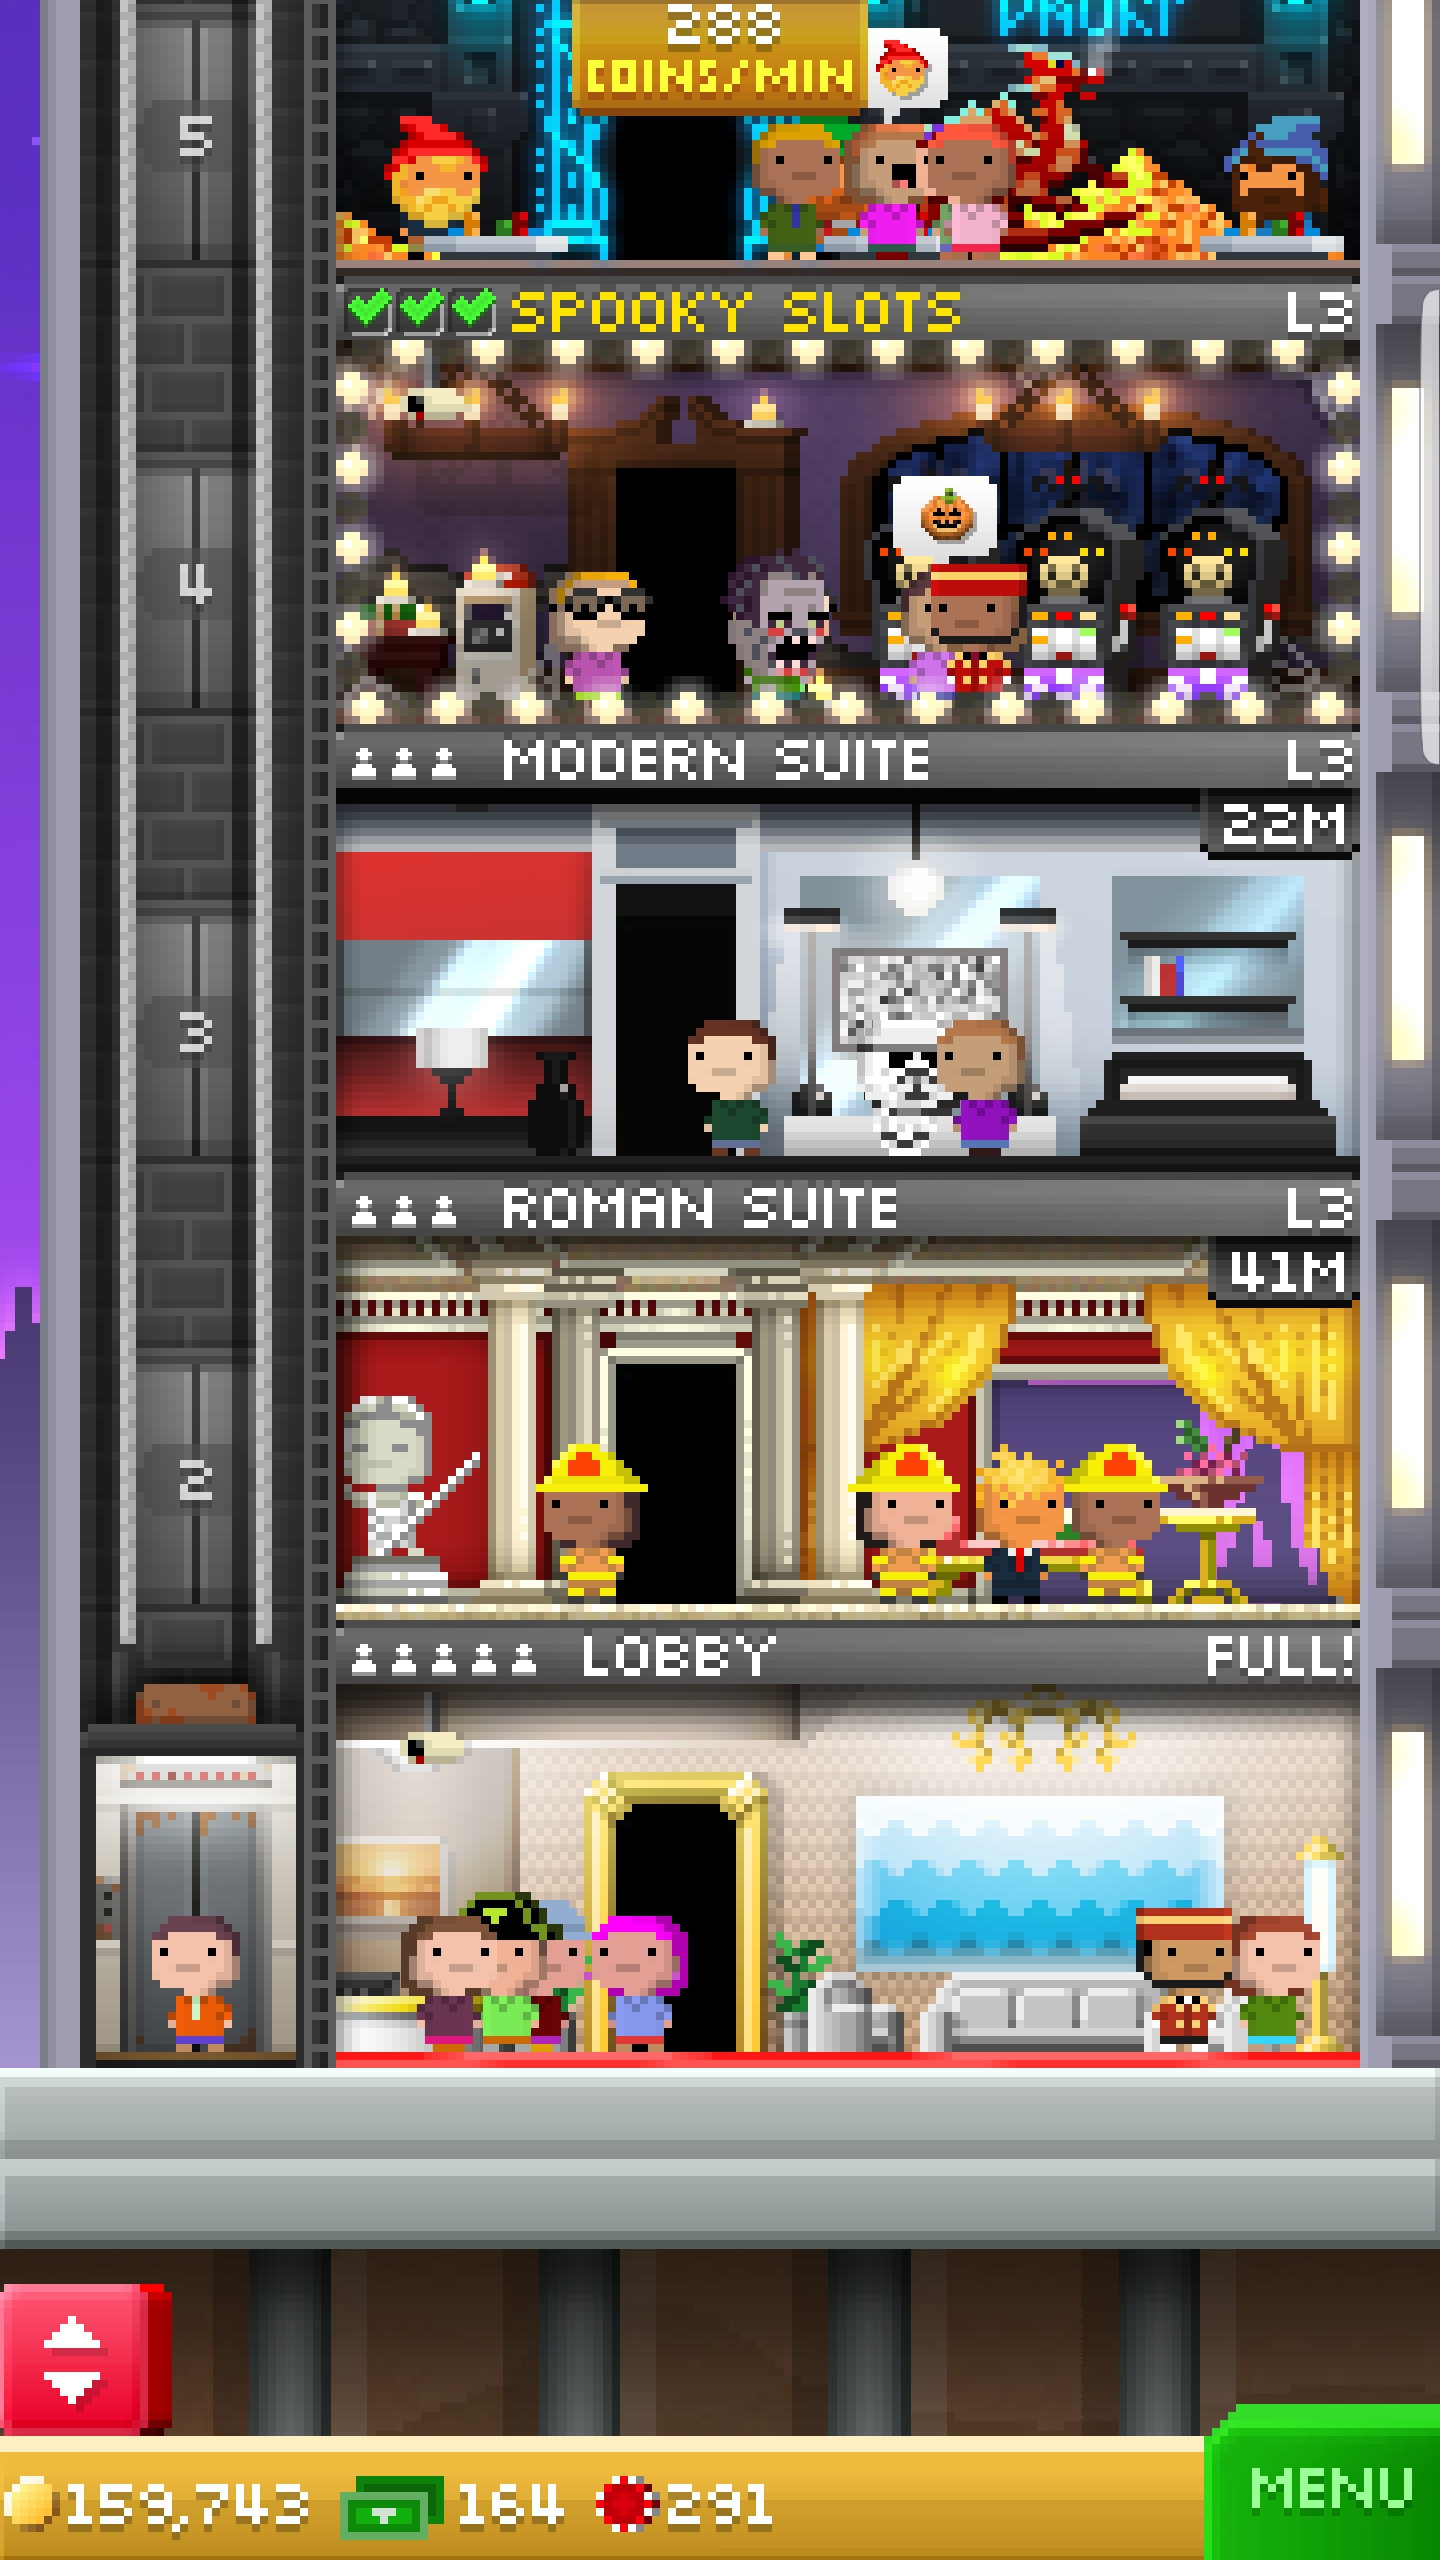 288
COINS/MIN
5
SPOOKY SLOTS L3
4
MODERN SUITE L3
22M
3
ROMAN SUITE L3
41M
2
LOBBY FULL!
159,743 164 291
MENU